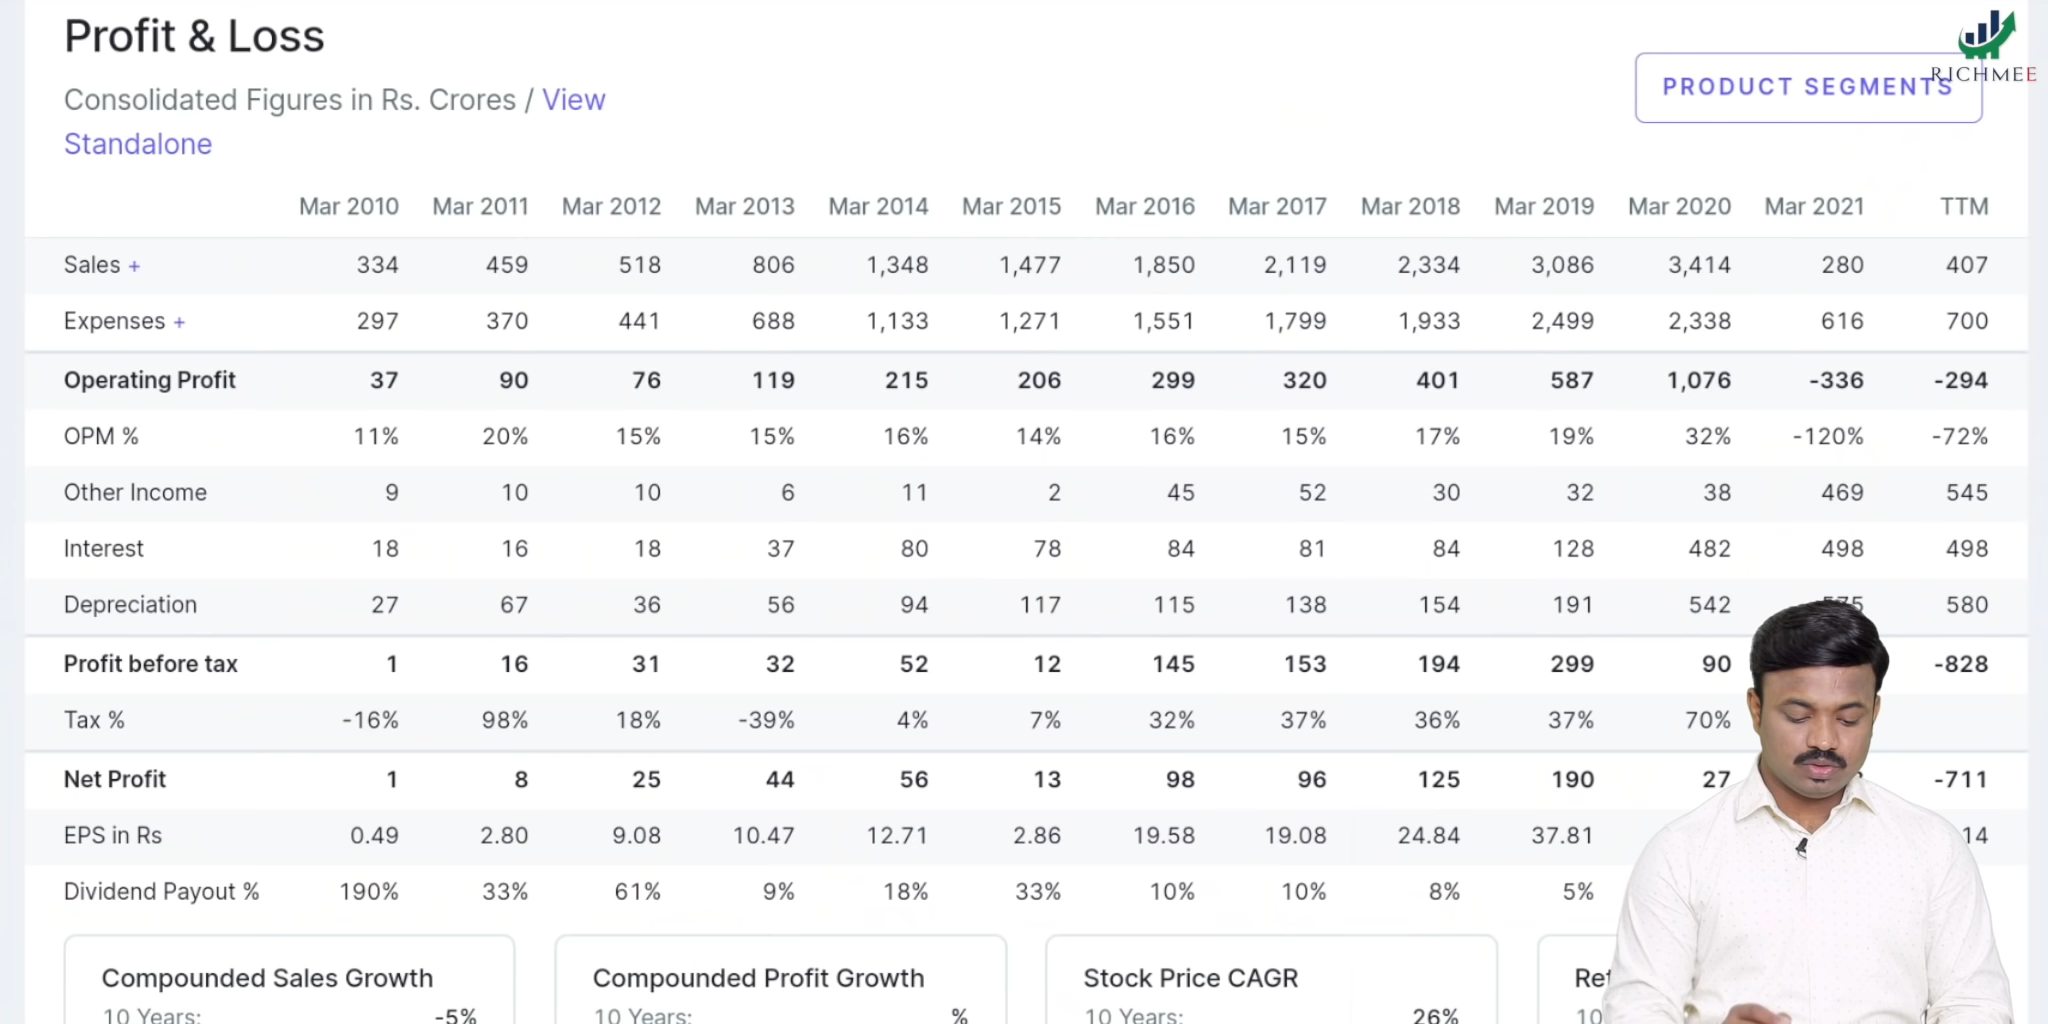 Profit & Loss
RICHMEE
PRODUCT SEGMENTS
Consolidated Figures in Rs. Crores / View
Standalone
Mar 2010 Mar 2011 Mar 2012 Mar 2013 Mar 2014 Mar 2015 Mar 2016 Mar 2017 Mar 2018 Mar 2019 Mar 2020 Mar 2021 TTM
Sales + 334 459 518 806 1,348 1,477 1,850 2,119 2,334 3,086 3,414 280 407
Expenses + 297 370 441 688 1,133 1,271 1,551 1,799 1,933 2,499 2,338 616 700
Operating Profit 37 90 76 119 215 206 299 320 401 587 1,076 -336 -294
OPM % 11% 20% 15% 15% 16% 14% 16% 15% 17% 19% 32% -120% -72%
Other Income 9 10 10 6 11 2 45 52 30 32 38 469 545
Interest 18 16 18 37 80 78 84 81 84 128 482 498 498
Depreciation 27 67 36 56 94 117 115 138 154 191 542 580
Profit before tax 1 16 31 32 52 12 145 153 194 299 90 -828
Tax % -16% 98% 18% -39% 4% 7% 32% 37% 36% 37% 70%
Net Profit 1 8 25 44 56 13 98 96 125 190 27 -711
EPS in Rs 0.49 2.80 9.08 10.47 12.71 2.86 19.58 19.08 24.84 37.81 14
Dividend Payout % 190% 33% 61% 9% 18% 33% 10% 10% 8% 5%
Compounded Sales Growth
10 Years: -5%
Compounded Profit Growth
10 Years: %
Stock Price CAGR
10 Years: 26%